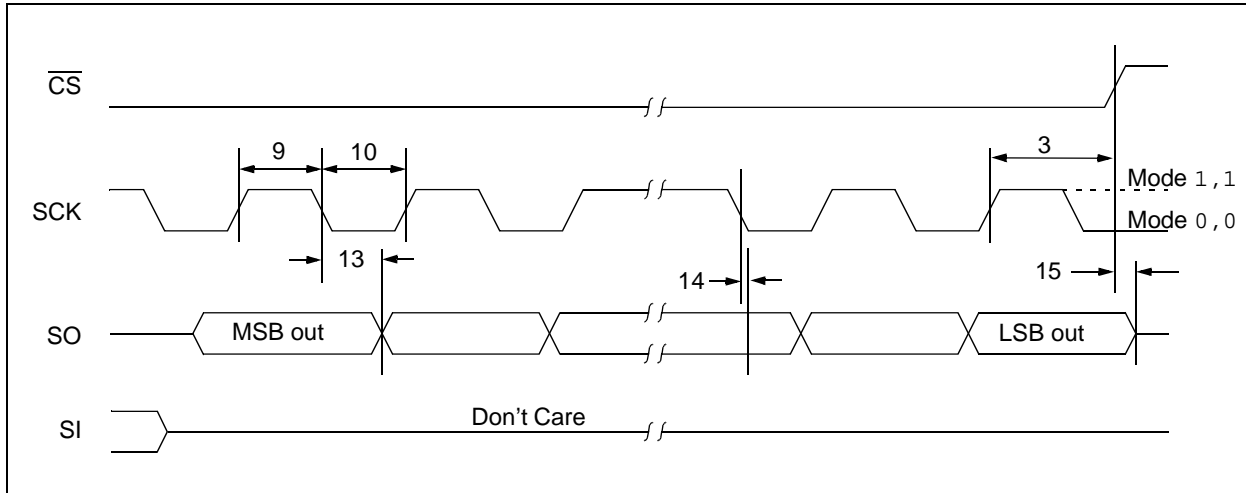 CS
9
10
3
SCK
Mode 1,1
Mode 0,0
13
14
15
SO
MSB out
LSB out
SI
Don't Care